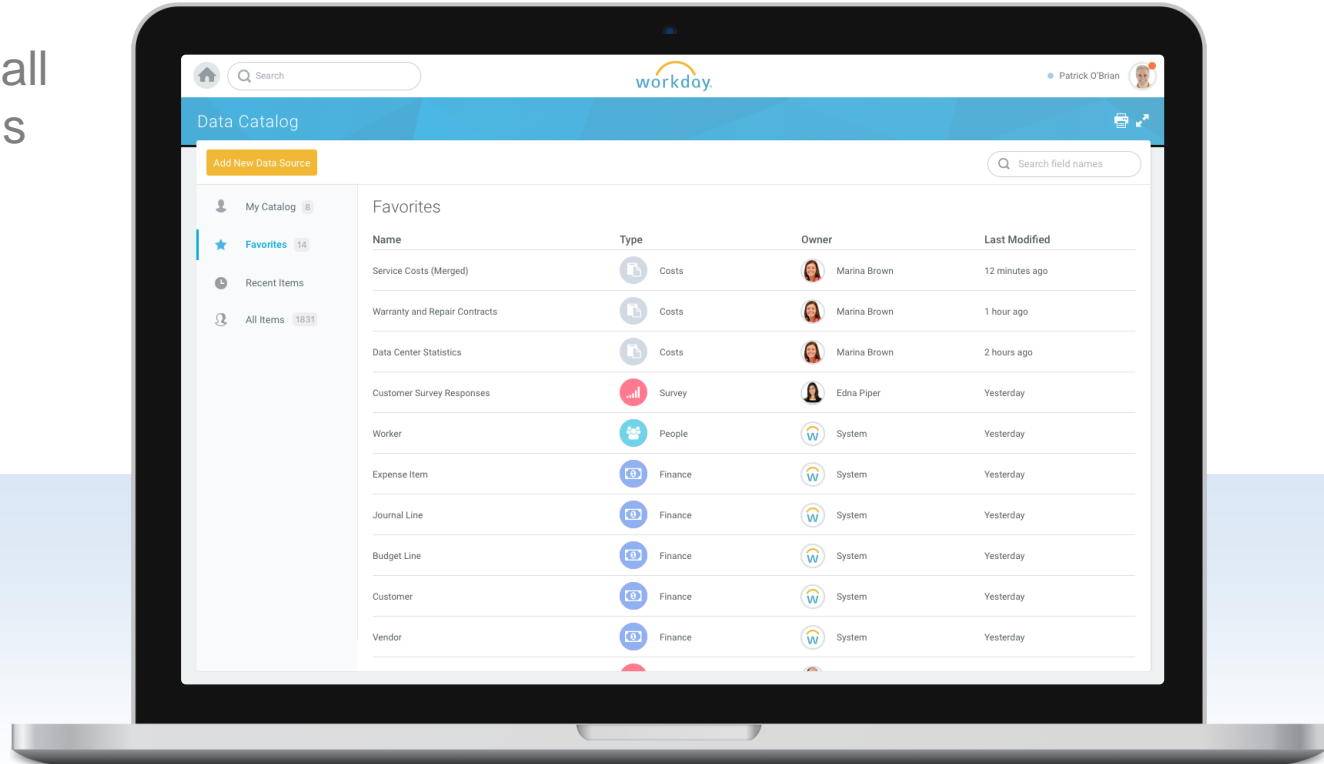 all
s
Search
workday.
Patrick O'Brian
Data Catalog
Add New Data Source
Search field names
My Catalog 8
Favorites 14
Recent Items
All Items 1831
Favorites
Name Type Owner Last Modified
Service Costs (Merged) Costs Marina Brown 12 minutes ago
Warranty and Repair Contracts Costs Marina Brown 1 hour ago
Data Center Statistics Costs Marina Brown 2 hours ago
Customer Survey Responses Survey Edna Piper Yesterday
Worker People W System Yesterday
Expense Item Finance W System Yesterday
Journal Line Finance W System Yesterday
Budget Line Finance W System Yesterday
Customer Finance W System Yesterday
Vendor Finance W System Yesterday